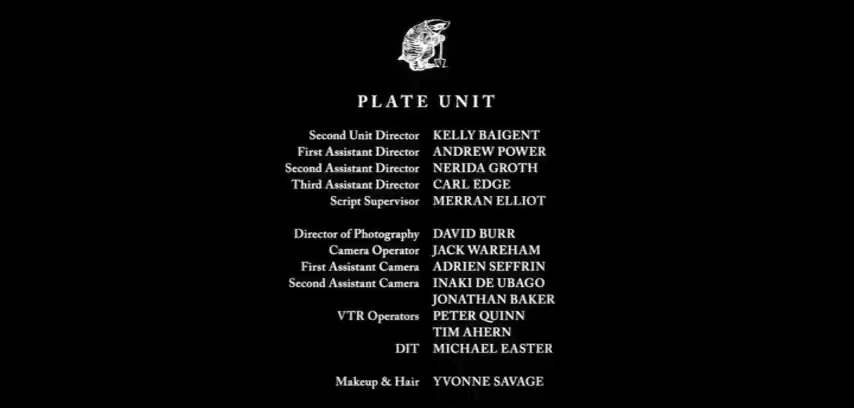 PLATE UNIT
Second Unit Director KELLY BAIGENT
First Assistant Director ANDREW POWER
Second Assistant Director NERIDA GROTH
Third Assistant Director CARL EDGE
Script Supervisor MERRAN ELLIOT
Director of Photography DAVID BURR
Camera Operator JACK WAREHAM
First Assistant Camera ADRIEN SEFFRIN
Second Assistant Camera INAKI DE UBAGO
JONATHAN BAKER
VTR Operators PETER QUINN
TIM AHERN
DIT MICHAEL EASTER
Makeup & Hair YVONNE SAVAGE